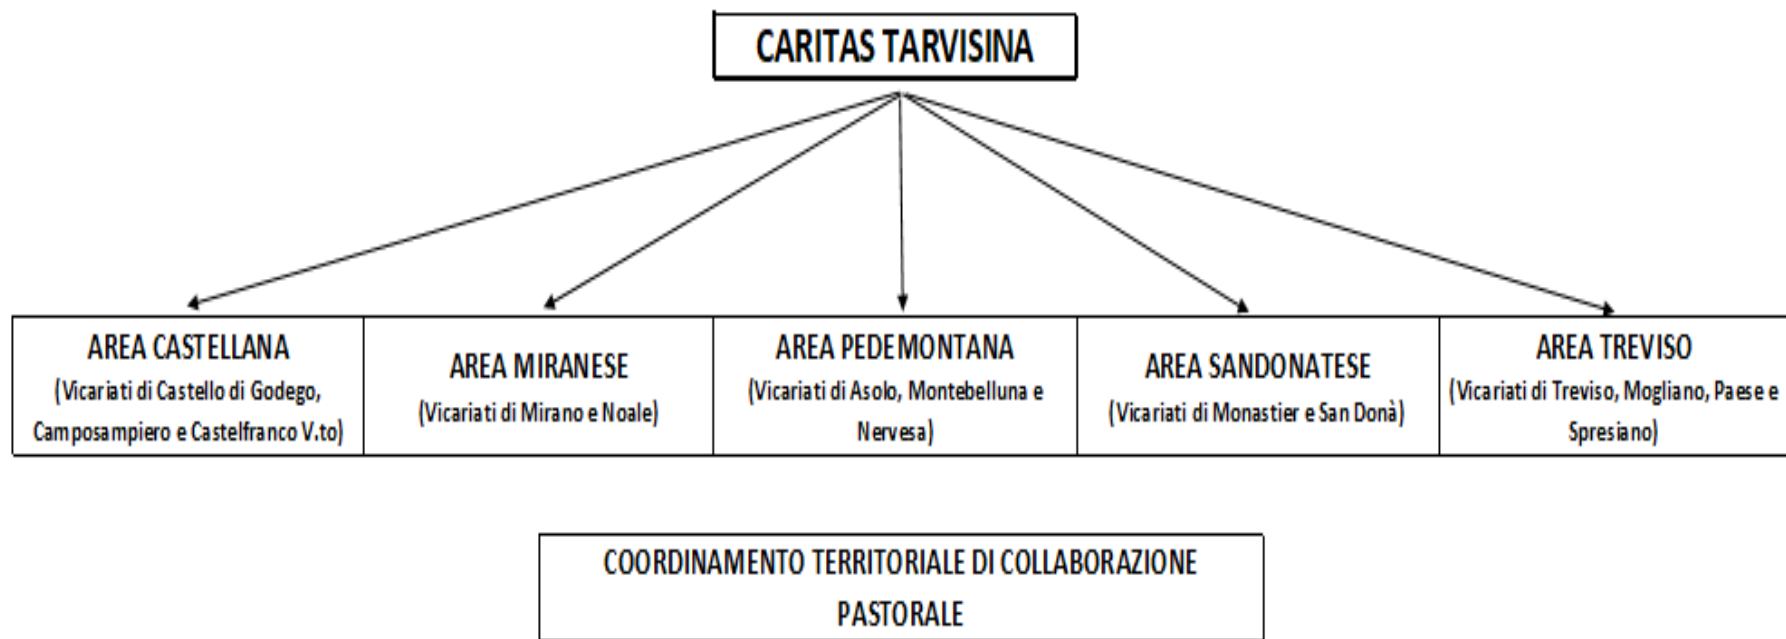 CARITAS TARVISINA
AREA CASTELLANA
(Vicariati di Castello di Godego,
Camposampiero e Castelfranco V.to)
AREA MIRANESE
(Vicariati di Mirano e Noale)
AREA PEDEMONTANA
(Vicariati di Asolo, Montebelluna e
Nervesa)
AREA SANDONATESE
(Vicariati di Monastier e San Donà)
AREA TREVISO
(Vicariati di Treviso, Mogliano, Paese e
Spresiano)
COORDINAMENTO TERRITORIALE DI COLLABORAZIONE
PASTORALE